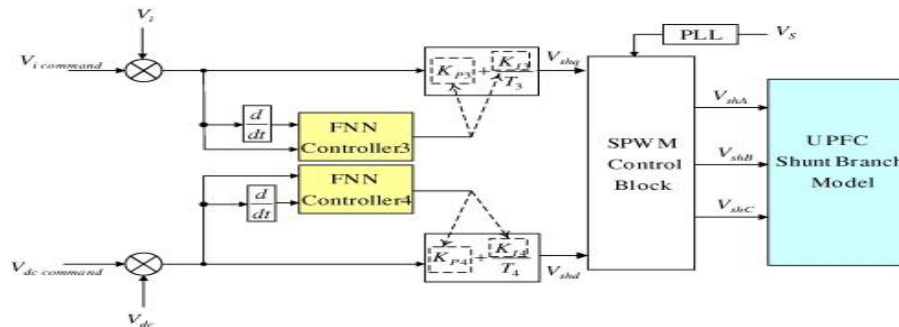 V_i
V_i command
d
dt
FNN
Controller3
K_P3 + K_I3
T_3
V_shq
PLL
V_S
SPWM
Control
Block
V_shA
V_shB
V_shC
UPFC
Shunt Branch
Model
FNN
Controller4
d
dt
K_P4 + K_I4
T_4
V_shd
V_dc command
V_dc